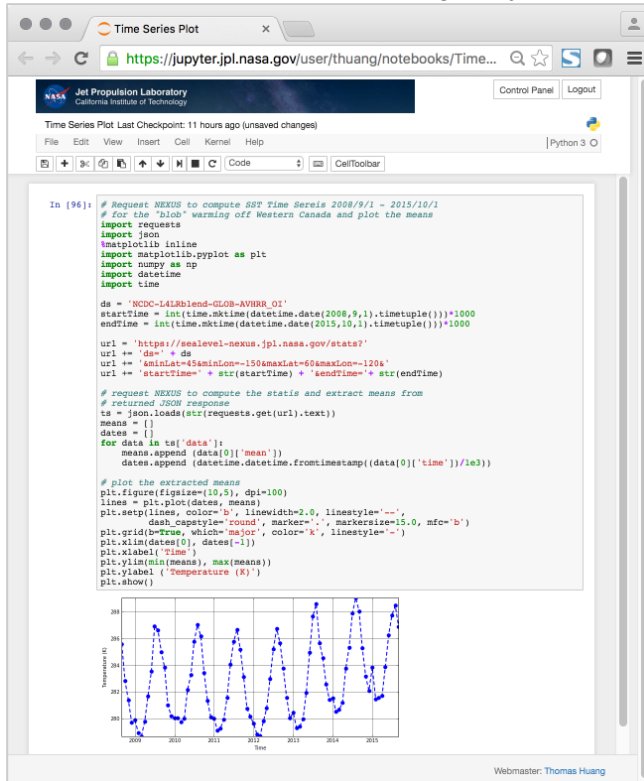 Time Series Plot
https://jupyter.jpl.nasa.gov/user/thuang/notebooks/Time...
NASA
Jet Propulsion Laboratory
California Institute of Technology
Control Panel
Logout
Time Series Plot Last Checkpoint: 11 hours ago (unsaved changes)
File Edit View Insert Cell Kernel Help
Python 3
Code
CellToolbar
In [96]:
# Request NEXUS to compute SST Time Sereis 2008/9/1 - 2015/10/1
# for the "blob" warming off Western Canada and plot the means
import requests
import json
%matplotlib inline
import matplotlib.pyplot as plt
import numpy as np
import datetime
import time
ds = 'NCDC-L4LRblend-GLOB-AVHRR_OI'
startTime = int(time.mktime(datetime.date(2008,9,1).timetuple()))*1000
endTime = int(time.mktime(datetime.date(2015,10,1).timetuple()))*1000
url = 'https://sealevel-nexus.jpl.nasa.gov/stats?'
url += 'ds=' + ds
url += '&minLat=45&minLon=-150&maxLat=60&maxLon=-120&'
url += 'startTime=' + str(startTime) + '&endTime='+ str(endTime)
# request NEXUS to compute the statis and extract means from
# returned JSON response
ts = json.loads(str(requests.get(url).text))
means = []
dates = []
for data in ts['data']:
means.append (data[0]['mean'])
dates.append (datetime.datetime.fromtimestamp((data[0]['time'])/1e3))
# plot the extracted means
plt.figure(figsize=(10,5), dpi=100)
lines = plt.plot(dates, means)
plt.setp(lines, color='b', linewidth=2.0, linestyle='--',
dash_capstyle='round', marker='.', markersize=15.0, mfc='b')
plt.grid(b=True, which='major', color='k', linestyle='-')
plt.xlim(dates[0], dates[-1])
plt.xlabel('Time')
plt.ylim(min(means), max(means))
plt.ylabel ('Temperature (K)')
plt.show()
288
286
284
282
280
Temperature (K)
2009 2010 2011 2012 2013 2014 2015
Time
Webmaster: Thomas Huang